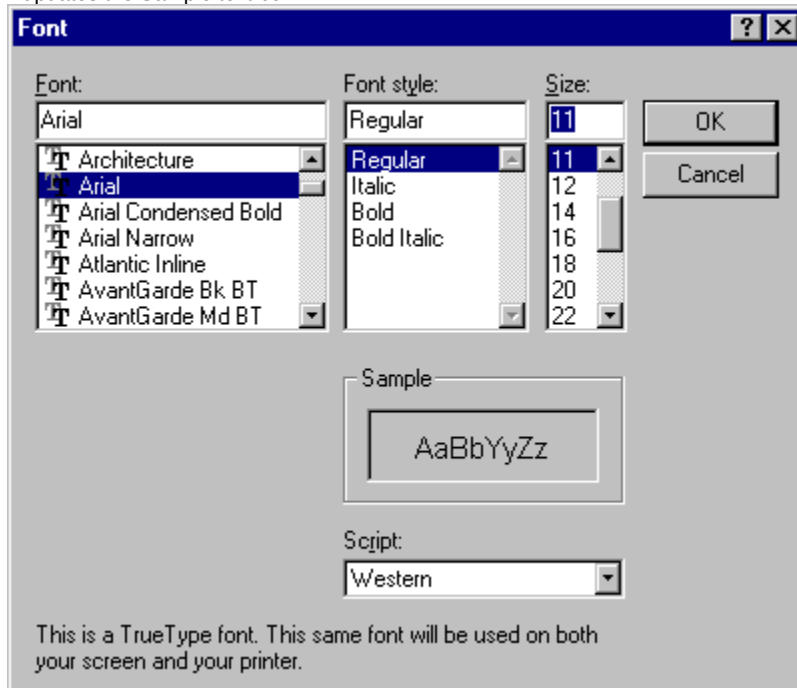 Font
Font:
Arial
Architecture
Arial
Arial Condensed Bold
Arial Narrow
Atlantic Inline
AvantGarde Bk BT
AvantGarde Md BT
Font style:
Regular
Regular
Italic
Bold
Bold Italic
Size:
11
11
12
14
16
18
20
22
OK
Cancel
Sample
AaBbYyZz
Script:
Western
This is a TrueType font. This same font will be used on both
your screen and your printer.